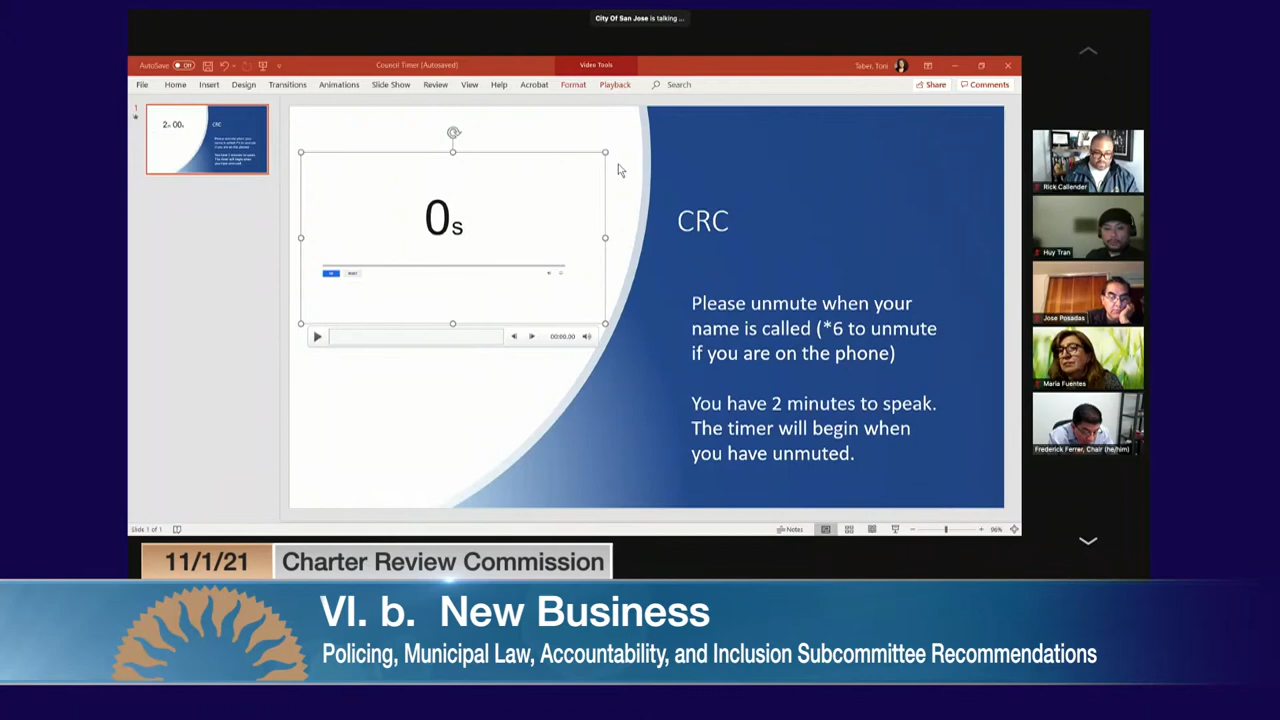 City Of San Jose is talking ...
AutoSave Off
Council Timer [Autosaved]
Video Tools
Taber, Toni
File Home Insert Design Transitions Animations Slide Show Review View Help Acrobat Format Playback Search
Share Comments
1
2m 00s
CRC
0s
CRC
Please unmute when your
name is called (*6 to unmute
if you are on the phone)
You have 2 minutes to speak.
The timer will begin when
you have unmuted.
00:00.00
Rick Callender
Huy Tran
Jose Posadas
Maria Fuentes
Frederick Ferrer, Chair (he/him)
Slide 1 of 1
Notes
96%
11/1/21 Charter Review Commission
VI. b. New Business
Policing, Municipal Law, Accountability, and Inclusion Subcommittee Recommendations